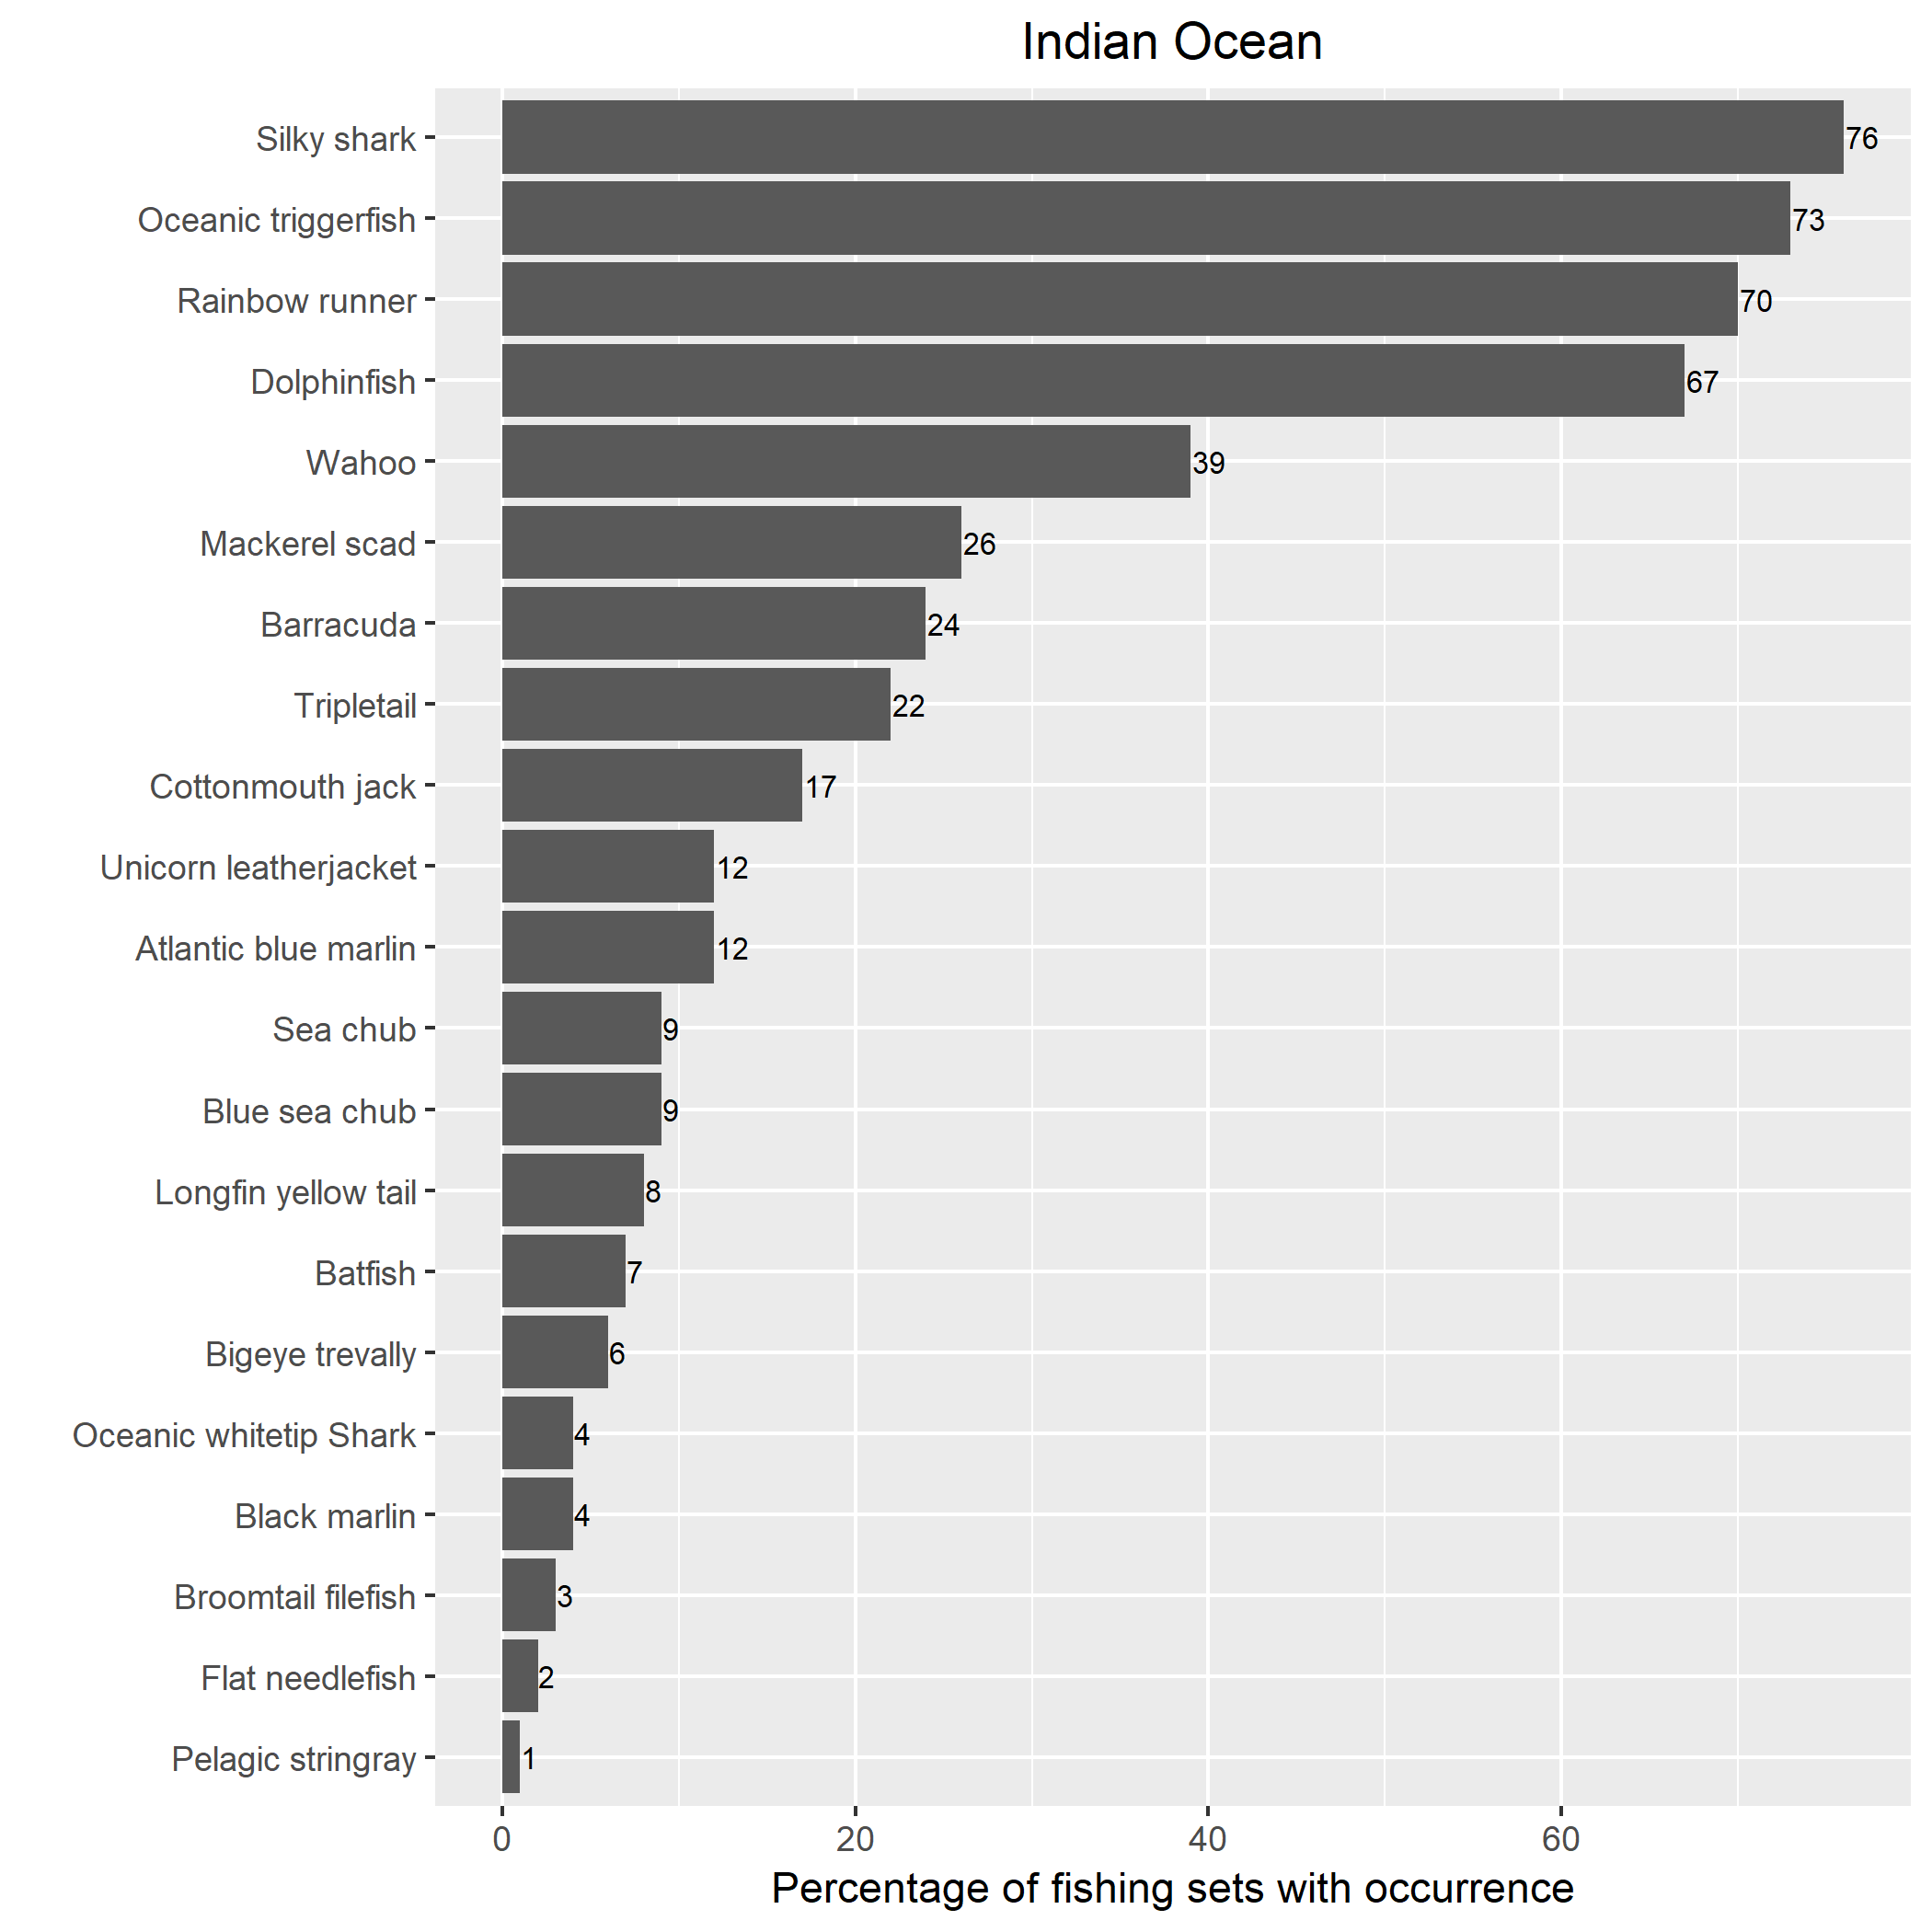 Indian Ocean
Silky shark 76
Oceanic triggerfish 73
Rainbow runner 70
Dolphinfish 67
Wahoo 39
Mackerel scad 26
Barracuda 24
Tripletail 22
Cottonmouth jack 17
Unicorn leatherjacket 12
Atlantic blue marlin 12
Sea chub 9
Blue sea chub 9
Longfin yellow tail 8
Batfish 7
Bigeye trevally 6
Oceanic whitetip Shark 4
Black marlin 4
Broomtail filefish 3
Flat needlefish 2
Pelagic stringray 1
0 20 40 60
Percentage of fishing sets with occurrence